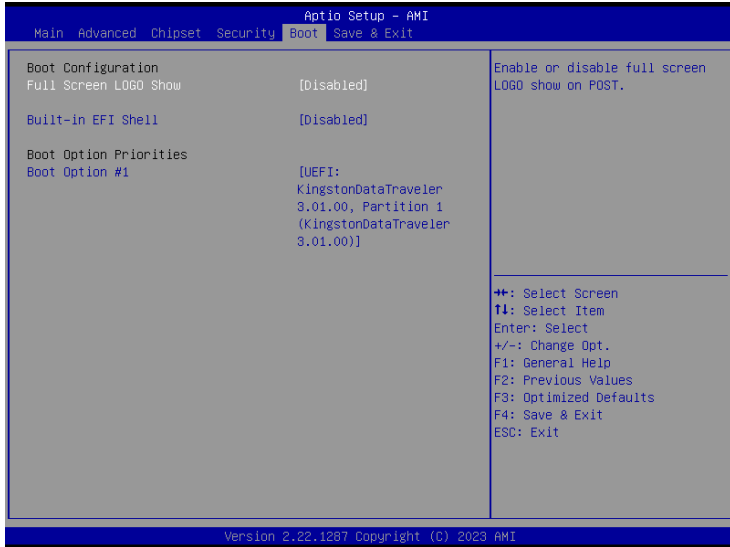 Aptio Setup - AMI
Main Advanced Chipset Security Boot Save & Exit
Boot Configuration
Full Screen LOGO Show [Disabled]
Built-in EFI Shell [Disabled]
Boot Option Priorities
Boot Option #1 [UEFI:
KingstonDataTraveler
3.01.00, Partition 1
(KingstonDataTraveler
3.01.00)]
Enable or disable full screen
LOGO show on POST.
→←: Select Screen
↑↓: Select Item
Enter: Select
+/-: Change Opt.
F1: General Help
F2: Previous Values
F3: Optimized Defaults
F4: Save & Exit
ESC: Exit
Version 2.22.1287 Copyright (C) 2023 AMI